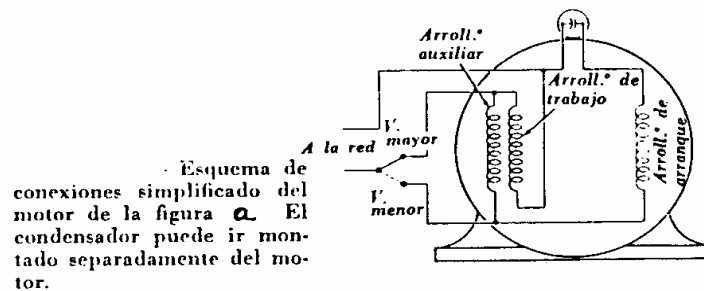 Arroll.º
auxiliar
Arroll.º de
trabajo
V.
mayor
A la red
V.
menor
Arroll.º de
arranque
Esquema de
conexiones simplificado del
motor de la figura a El
condensador puede ir mon-
tado separadamente del mo-
tor.